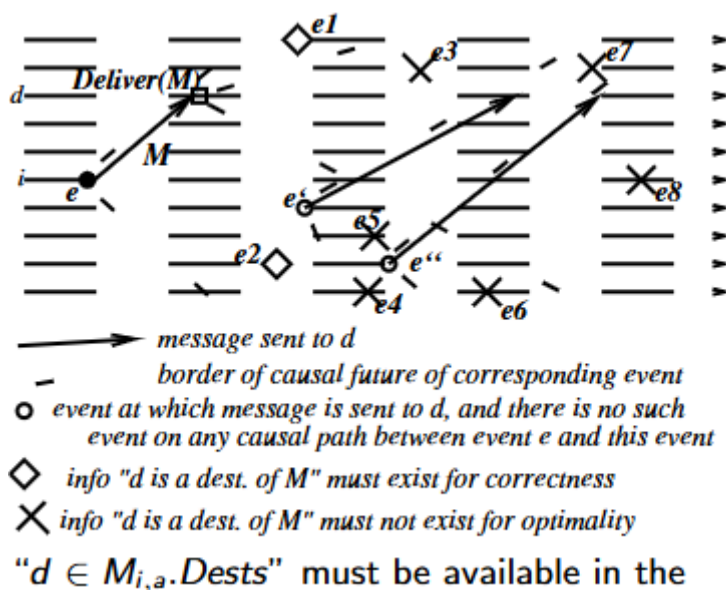 e1
e3
e7
Deliver(M)
d
M
i
e
e8
e‘
e5
e2
e“
e4
e6
message sent to d
border of causal future of corresponding event
event at which message is sent to d, and there is no such
event on any causal path between event e and this event
info "d is a dest. of M" must exist for correctness
info "d is a dest. of M" must not exist for optimality
“d ∈ Mi,a.Dests” must be available in the